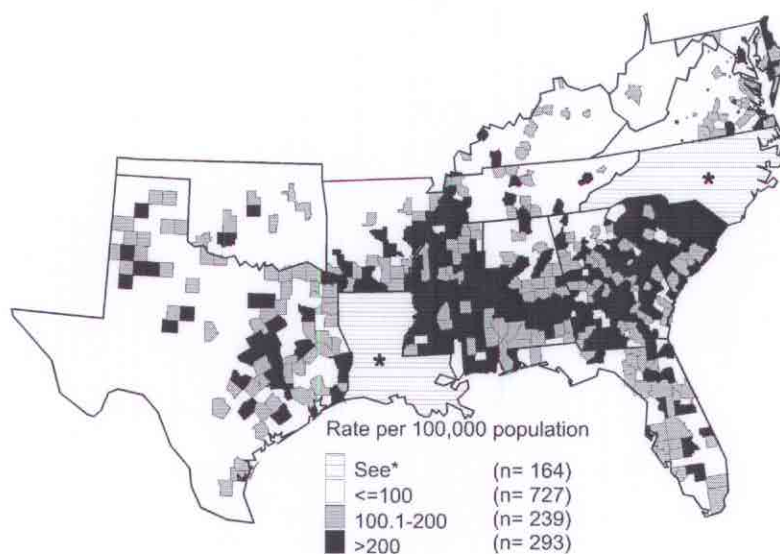 *
*
Rate per 100,000 population
See* (n= 164)
<=100 (n= 727)
100.1-200 (n= 239)
>200 (n= 293)